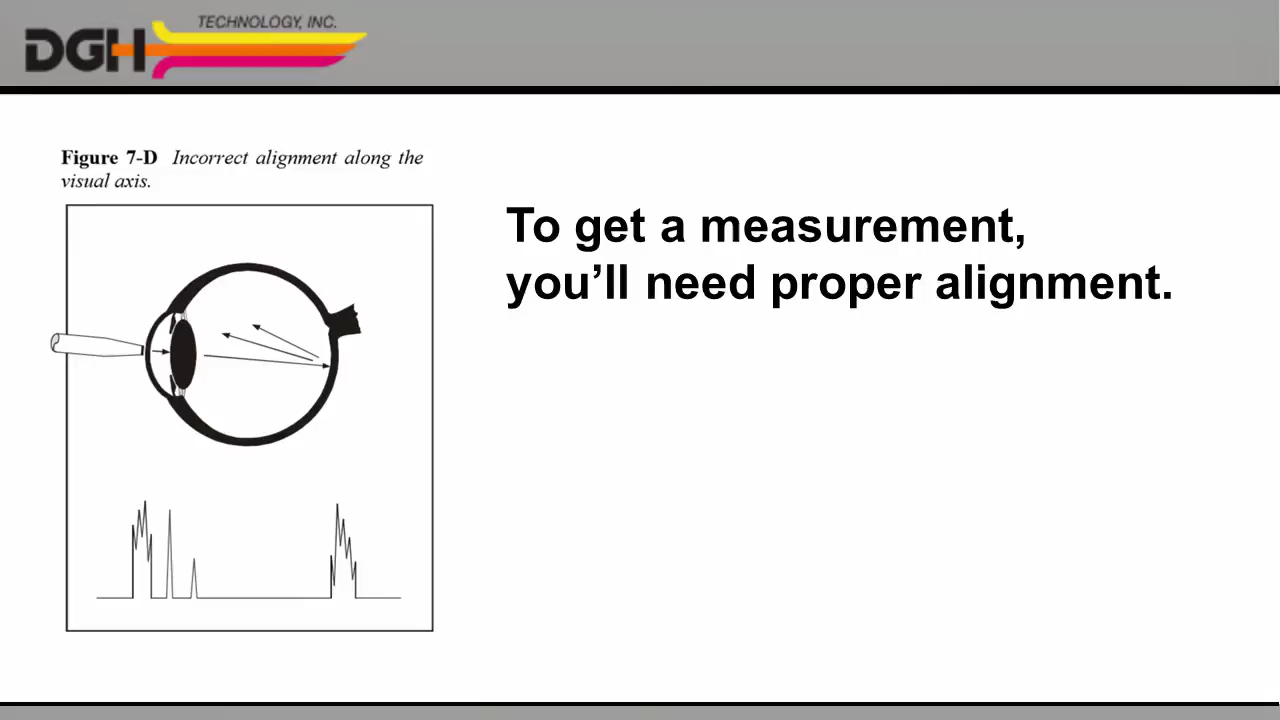 DGH TECHNOLOGY, INC.
Figure 7-D Incorrect alignment along the
visual axis.
To get a measurement,
you’ll need proper alignment.